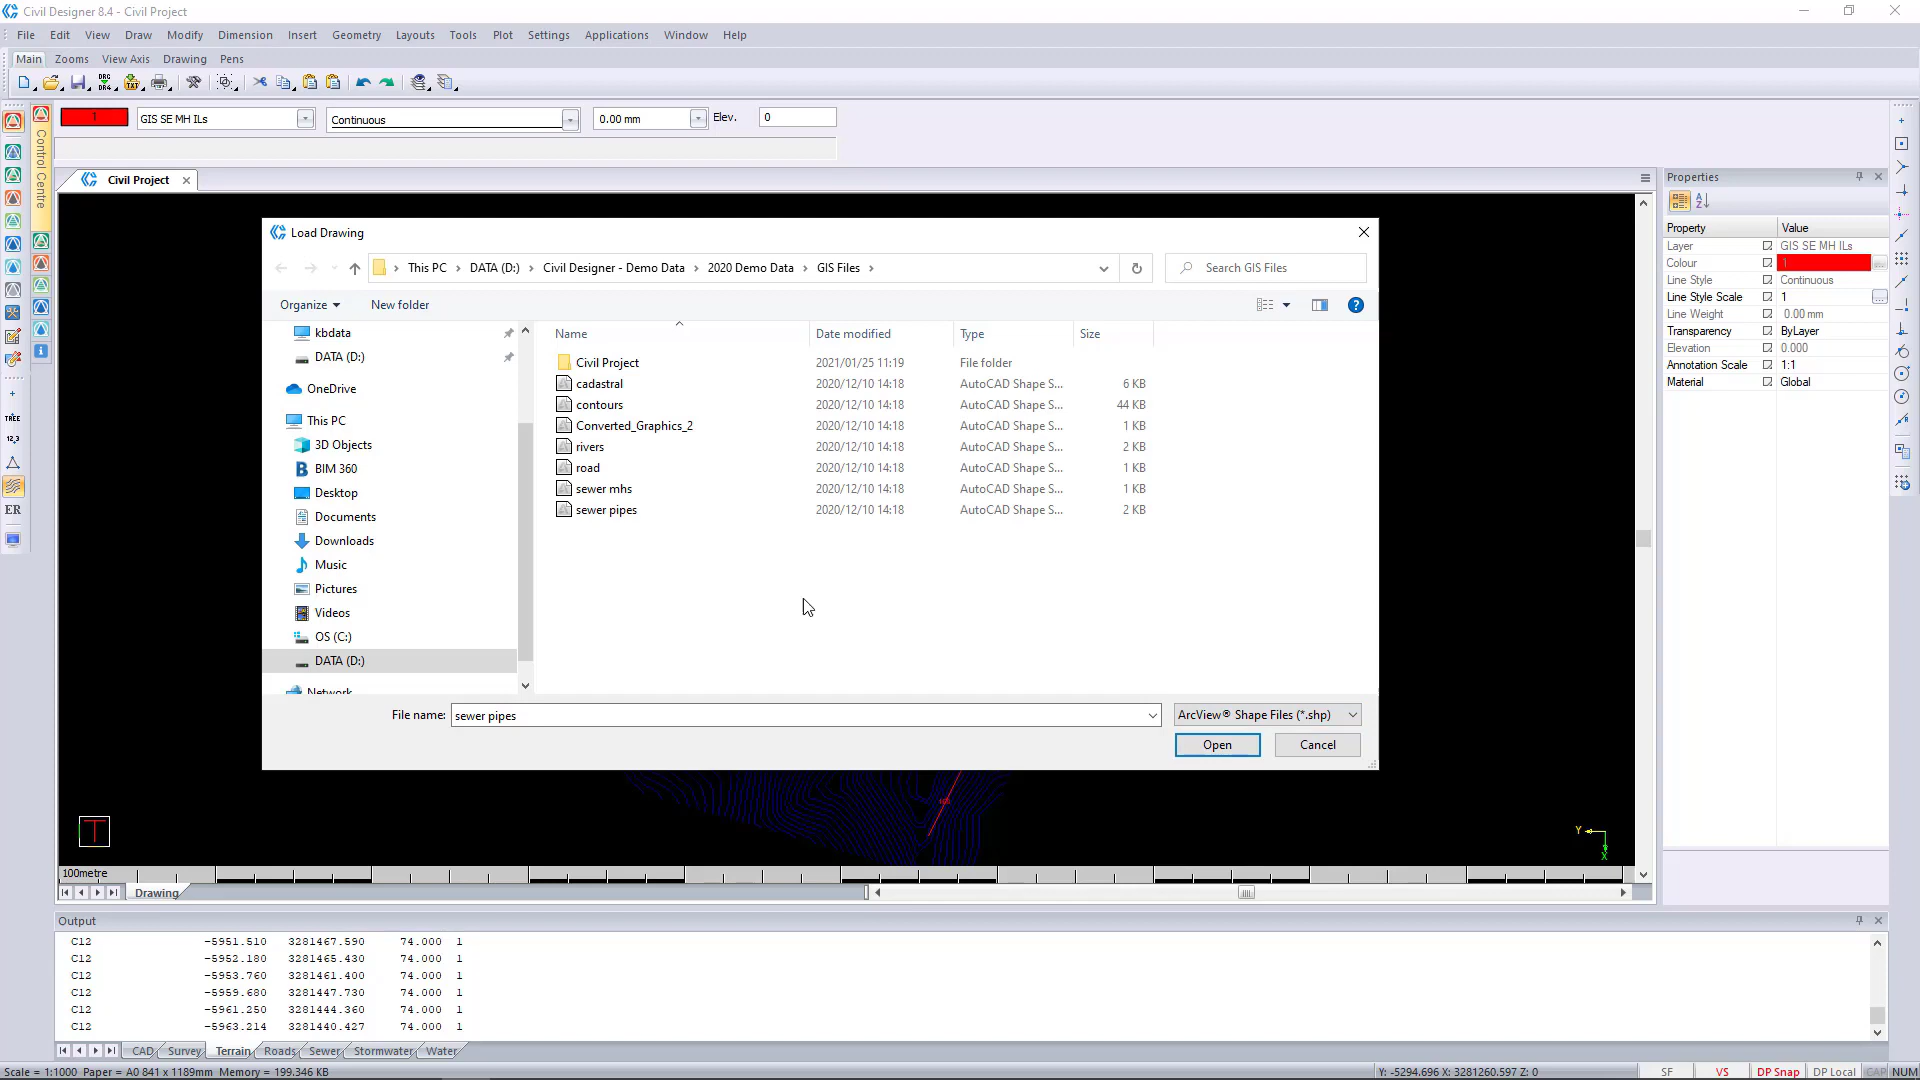 Civil Designer 8.4 - Civil Project
File Edit View Draw Modify Dimension Insert Geometry Layouts Tools Plot Settings Applications Window Help
Main Zooms View Axis Drawing Pens
1 GIS SE MH ILs Continuous 0.00 mm Elev. 0
Control Centre
Civil Project
Properties
Property Value
Layer GIS SE MH ILs
Colour 1
Line Style Continuous
Line Style Scale 1
Line Weight 0.00 mm
Transparency ByLayer
Elevation 0.000
Annotation Scale 1:1
Material Global
TREE
12,3
ER
Load Drawing
This PC DATA (D:) Civil Designer - Demo Data 2020 Demo Data GIS Files
Search GIS Files
Organize New folder
kbdata
DATA (D:)
OneDrive
This PC
3D Objects
BIM 360
Desktop
Documents
Downloads
Music
Pictures
Videos
OS (C:)
DATA (D:)
Network
Name Date modified Type Size
Civil Project 2021/01/25 11:19 File folder
cadastral 2020/12/10 14:18 AutoCAD Shape S... 6 KB
contours 2020/12/10 14:18 AutoCAD Shape S... 44 KB
Converted_Graphics_2 2020/12/10 14:18 AutoCAD Shape S... 1 KB
rivers 2020/12/10 14:18 AutoCAD Shape S... 2 KB
road 2020/12/10 14:18 AutoCAD Shape S... 1 KB
sewer mhs 2020/12/10 14:18 AutoCAD Shape S... 1 KB
sewer pipes 2020/12/10 14:18 AutoCAD Shape S... 2 KB
File name: sewer pipes ArcView® Shape Files (*.shp)
Open Cancel
T
Y
X
100metre
Drawing
Output
C12 -5951.510 3281467.590 74.000 1
C12 -5952.180 3281465.430 74.000 1
C12 -5953.760 3281461.400 74.000 1
C12 -5959.680 3281447.730 74.000 1
C12 -5961.250 3281444.360 74.000 1
C12 -5963.214 3281440.427 74.000 1
CAD Survey Terrain Roads Sewer Stormwater Water
Scale = 1:1000 Paper = A0 841 x 1189mm Memory = 199.346 KB
Y: -5294.696 X: 3281260.597 Z: 0 SF VS DP Snap DP Local CAP NUM